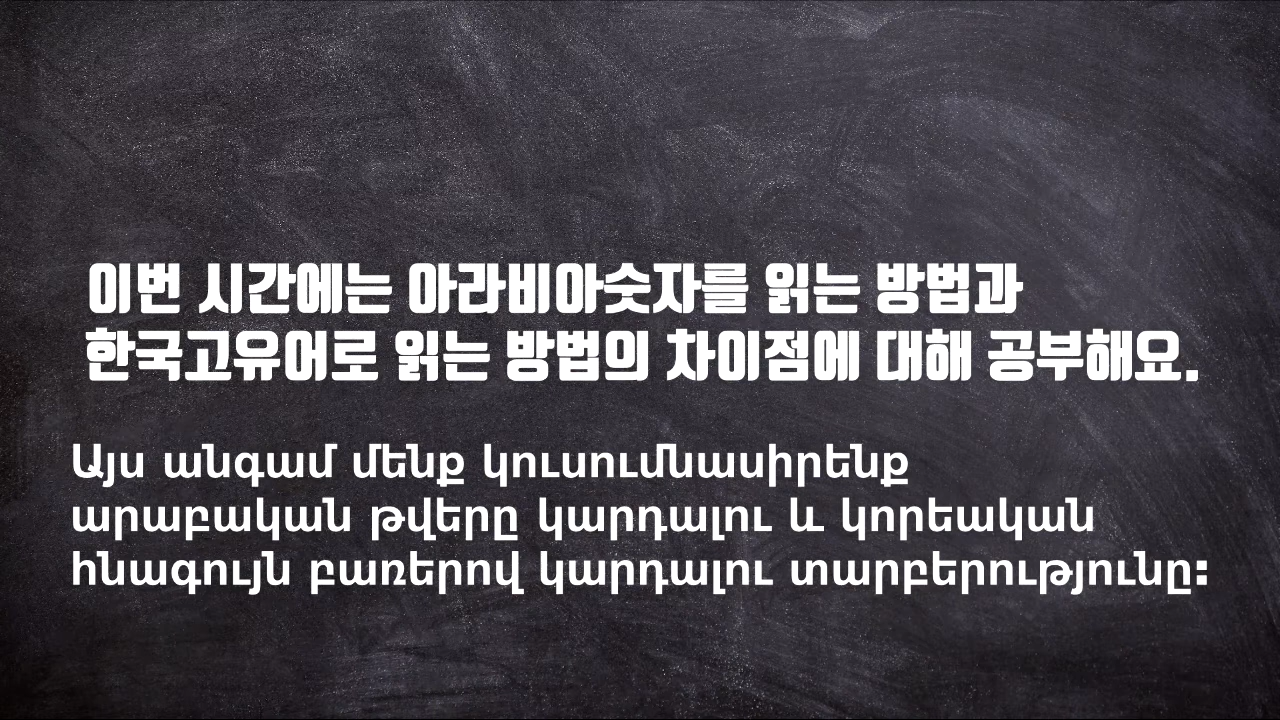 이번 시간에는 아라비아숫자를 읽는 방법과
한국고유어로 읽는 방법의 차이점에 대해 공부해요.
Այս անգամ մենք կուսումնասիրենք
արաբական թվերը կարդալու և կորեական
հնագույն բառերով կարդալու տարբերությունը: